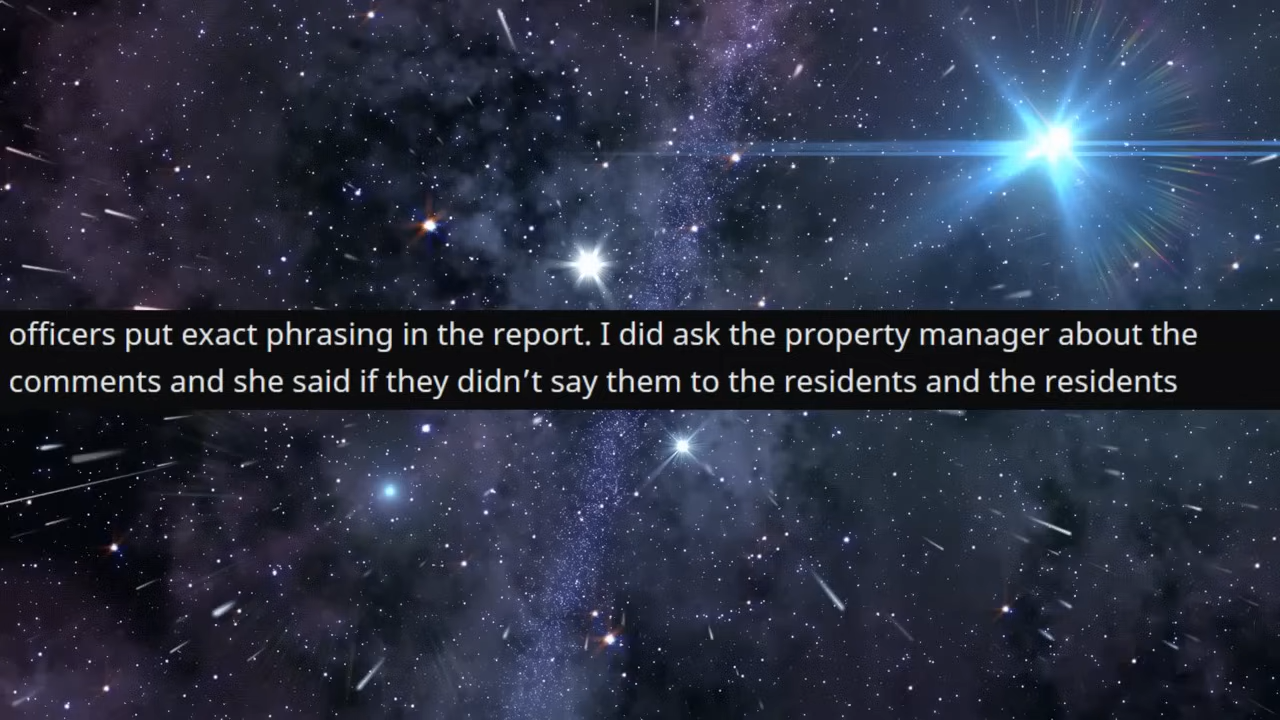 officers put exact phrasing in the report. I did ask the property manager about the
comments and she said if they didn’t say them to the residents and the residents